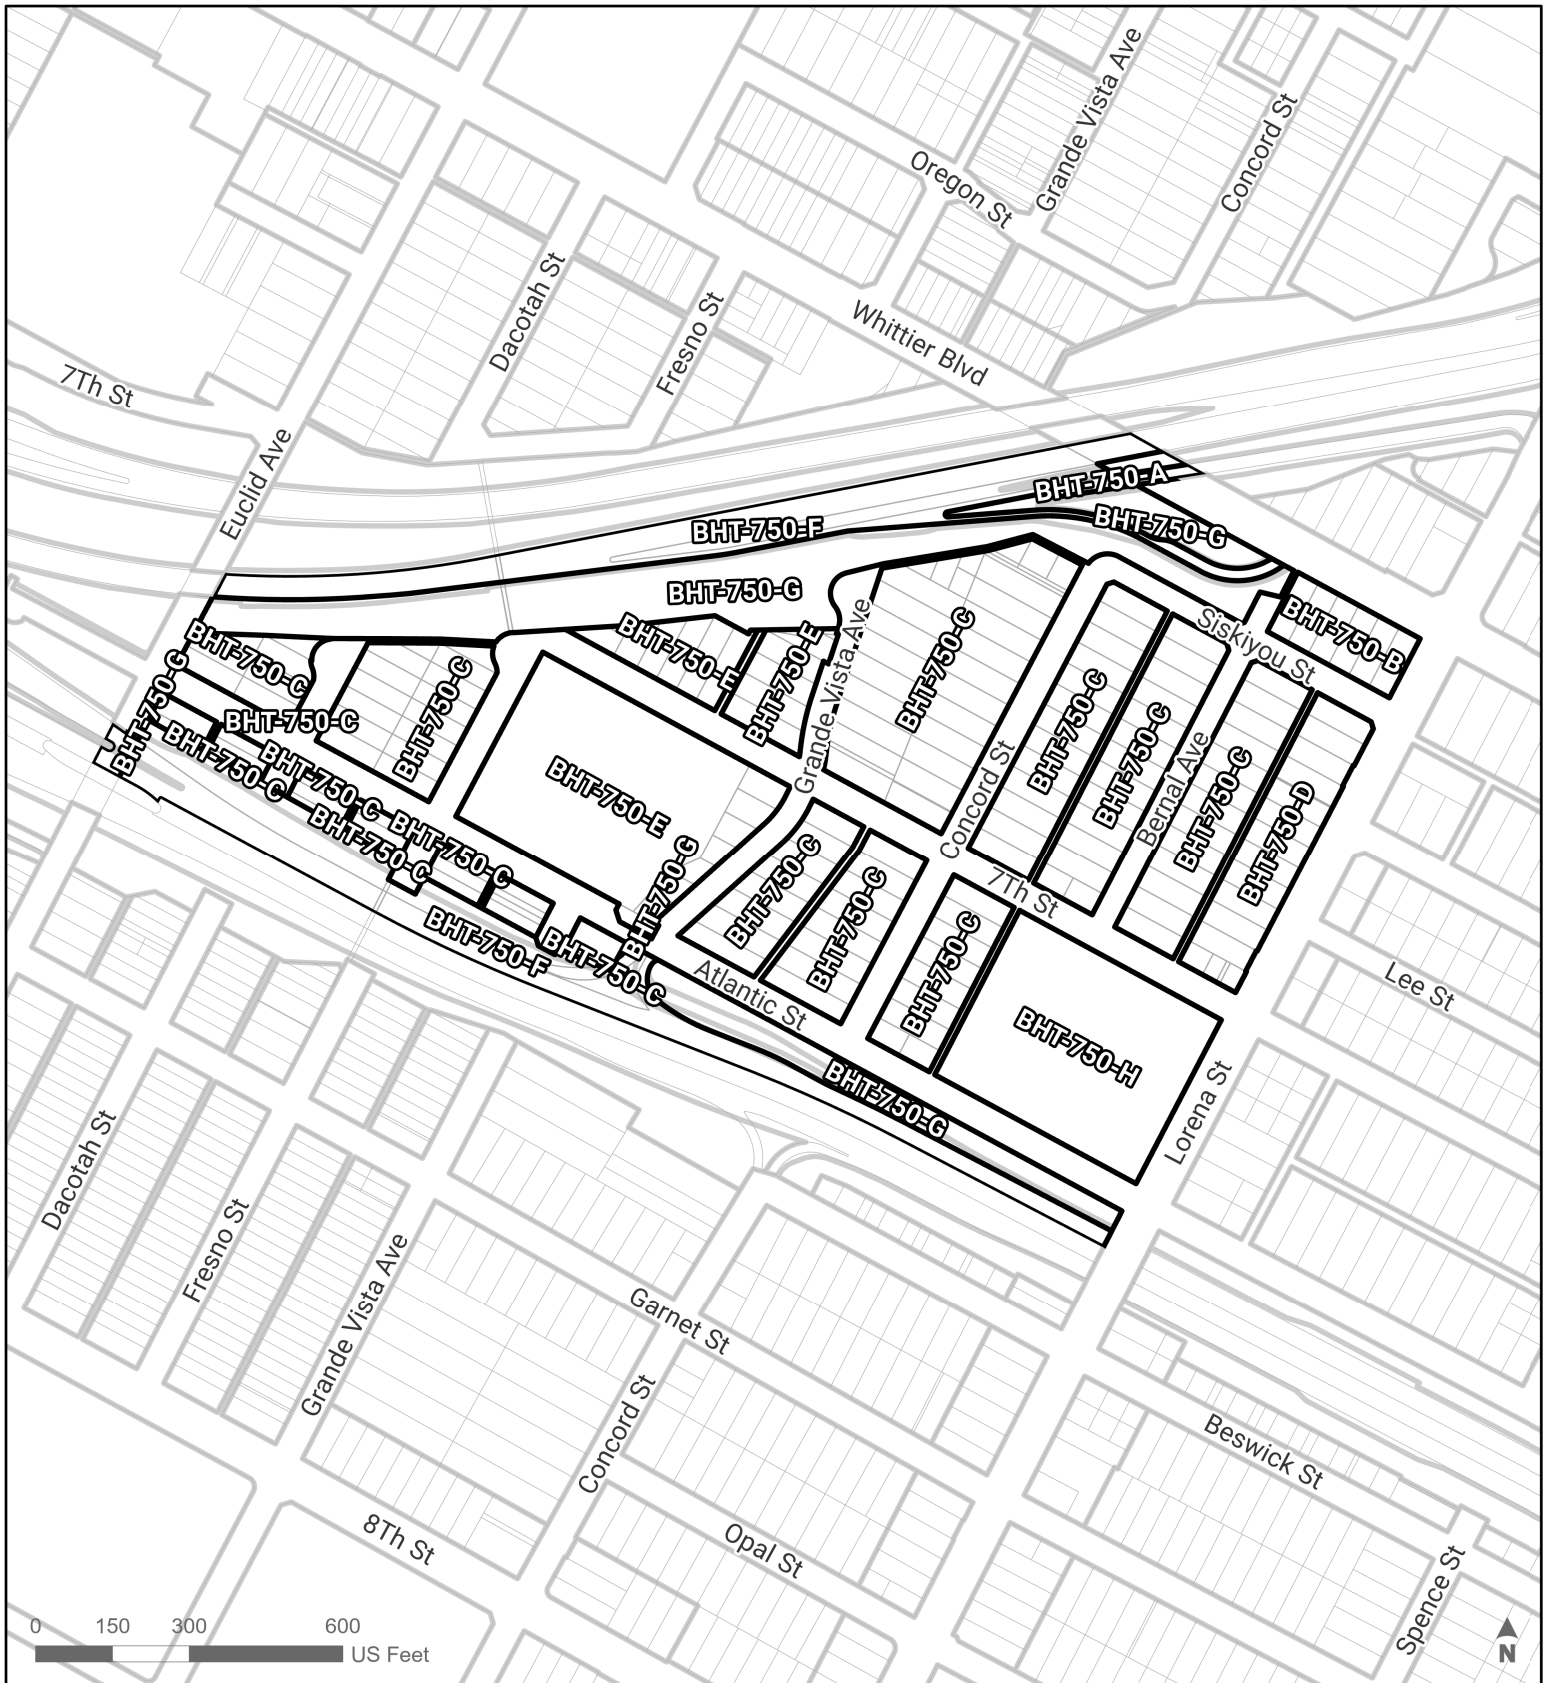 Grande Vista Ave
Concord St
Oregon St
Dacotah St
Fresno St
Whittier Blvd
7Th St
Euclid Ave
BHT-750-A
BHT-750-F
BHT-750-G
BHT-750-G
BHT-750-B
Siskiyou St
BHT-750-E
BHT-750-E
Grande Vista Ave
BHT-750-C
BHT-750-C
BHT-750-G
BHT-750-C
BHT-750-C
BHT-750-C
BHT-750-C
BHT-750-C
BHT-750-C
BHT-750-C
BHT-750-E
BHT-750-G
BHT-750-C
BHT-750-C
Concord St
BHT-750-C
BHT-750-C
Bernal Ave
BHT-750-C
BHT-750-D
7Th St
BHT-750-C
BHT-750-C
BHT-750-F
Atlantic St
BHT-750-H
Lee St
BHT-750-G
Lorena St
Dacotah St
Fresno St
Grande Vista Ave
Garnet St
Concord St
Beswick St
8Th St
Opal St
Spence St
0 150 300 600
US Feet
N